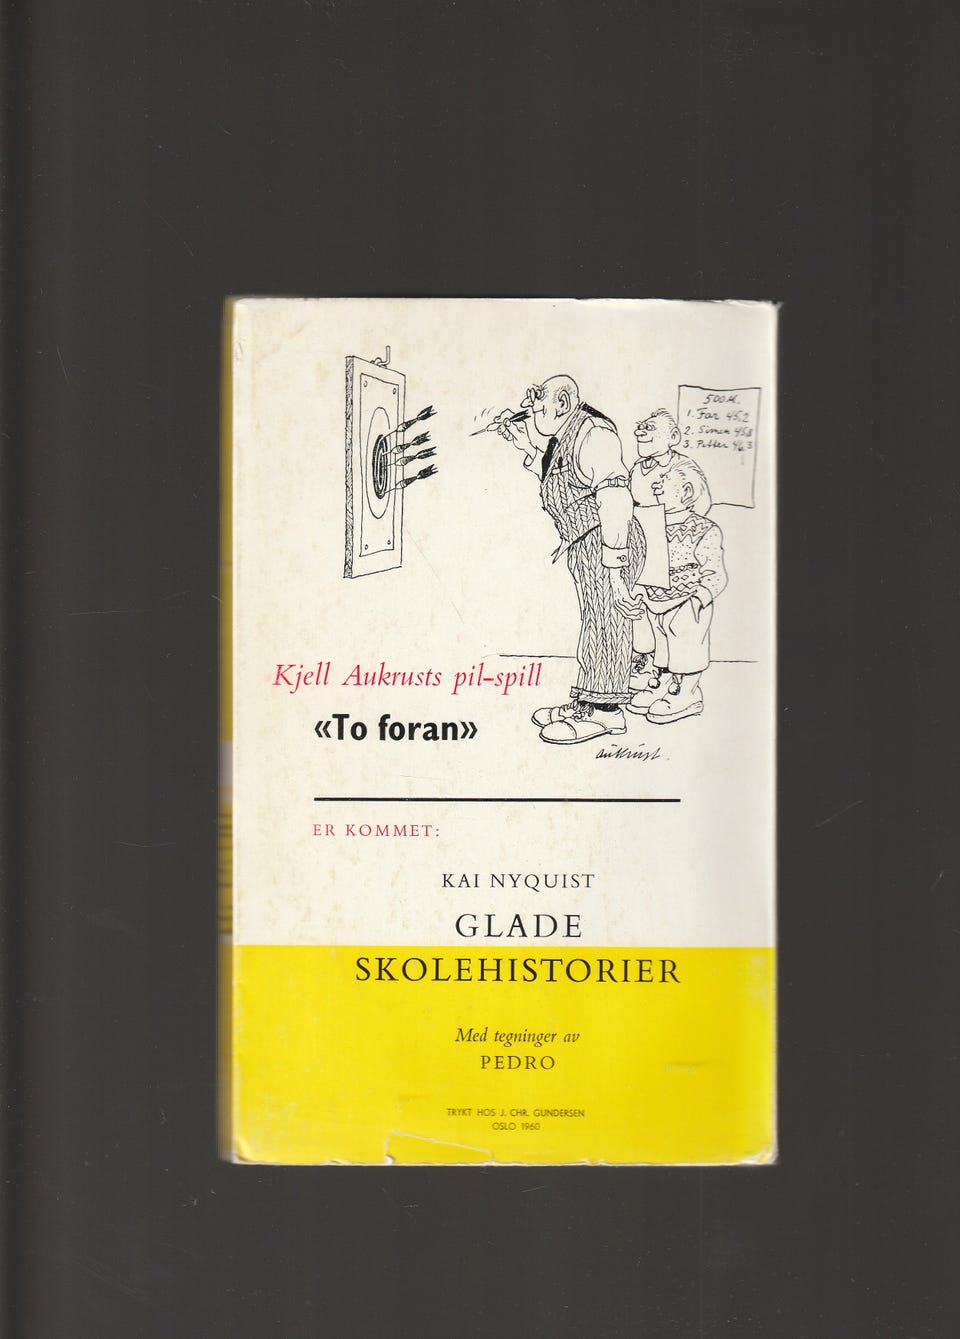 500 M.
1. Far 45.2
2. Simen 45.8
3. Petter 46.3
Kjell Aukrusts pil-spill
«To foran»
aukrust.
ER KOMMET:
KAI NYQUIST
GLADE
SKOLEHISTORIER
Med tegninger av
PEDRO
TRYKT HOS J. CHR. GUNDERSEN
OSLO 1960